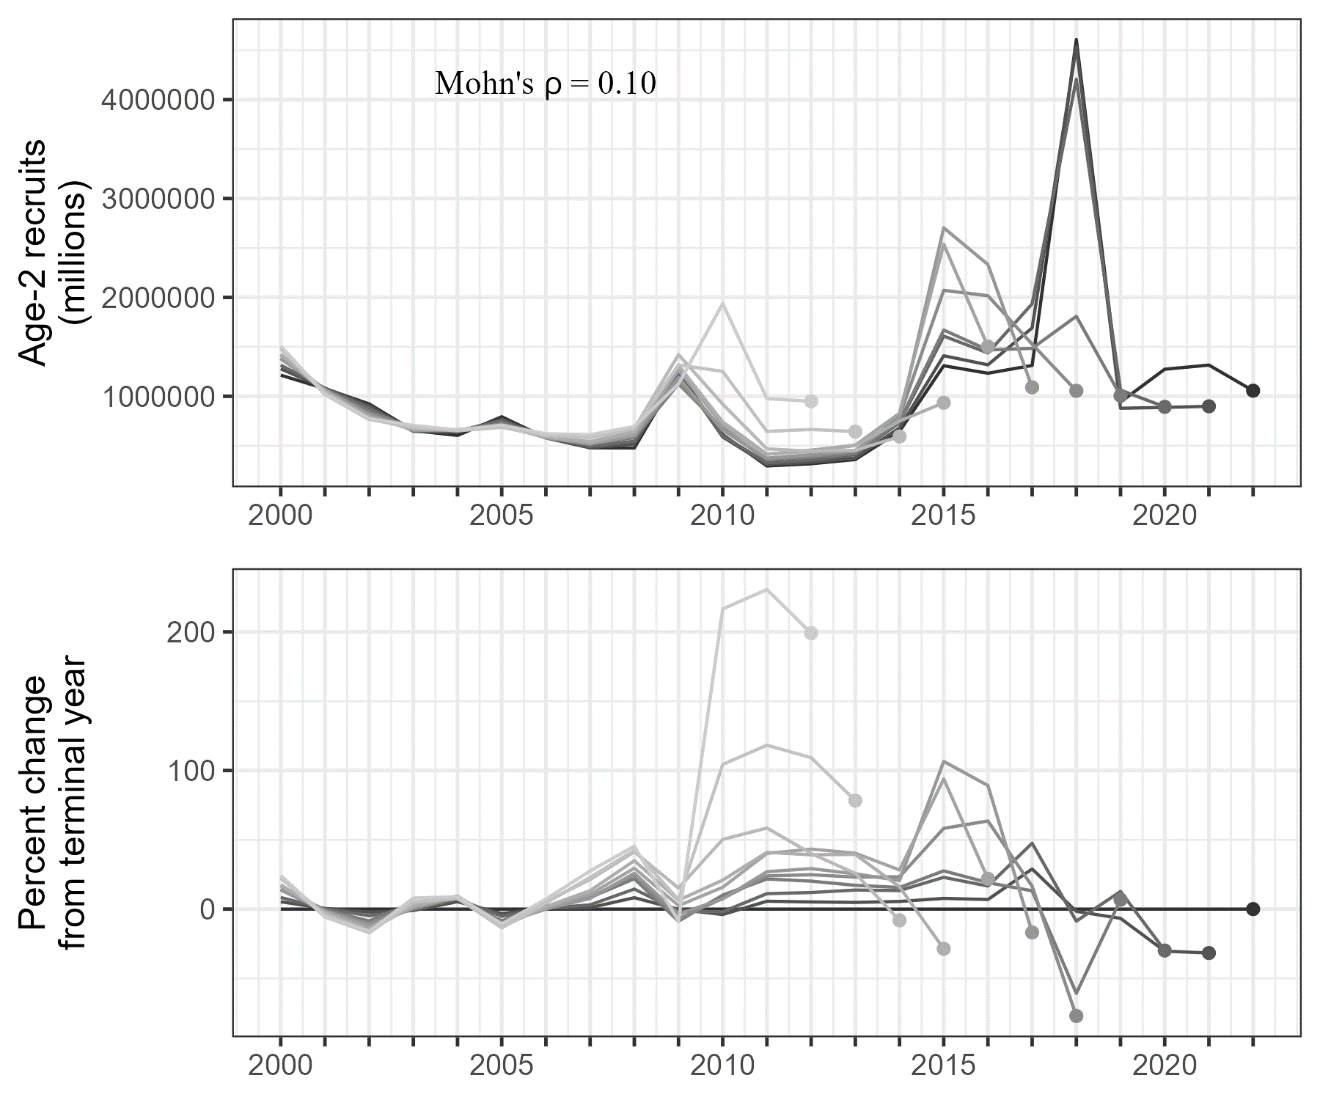 Mohn's ρ = 0.10
Age-2 recruits
(millions)
4000000
3000000
2000000
1000000
2000 2005 2010 2015 2020
Percent change
from terminal year
200
100
0
2000 2005 2010 2015 2020